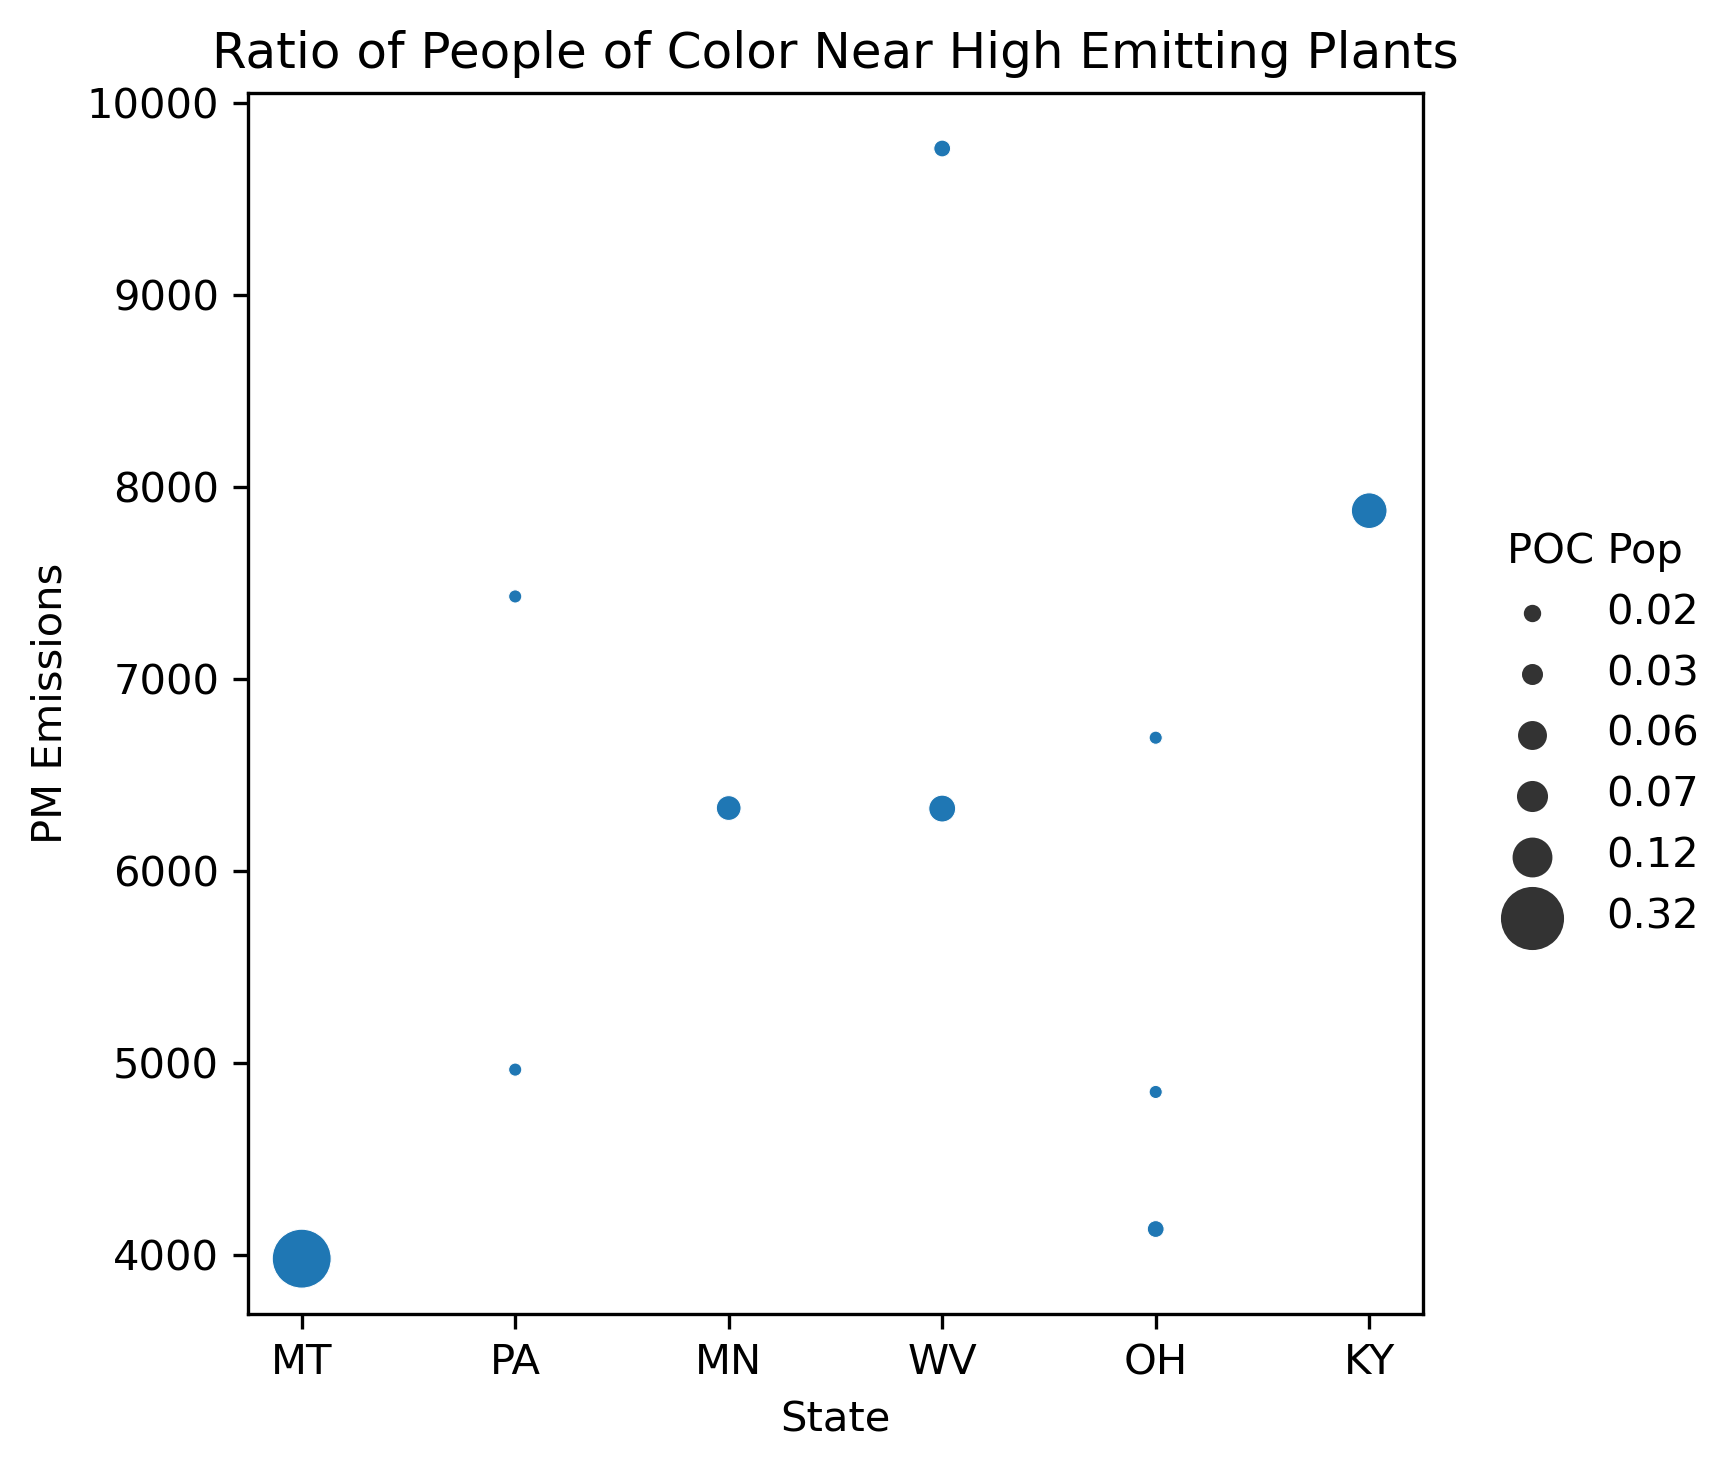 Ratio of People of Color Near High Emitting Plants
10000
9000
8000
7000
6000
5000
4000
PM Emissions
MT PA MN WV OH KY
State
POC Pop
0.02
0.03
0.06
0.07
0.12
0.32